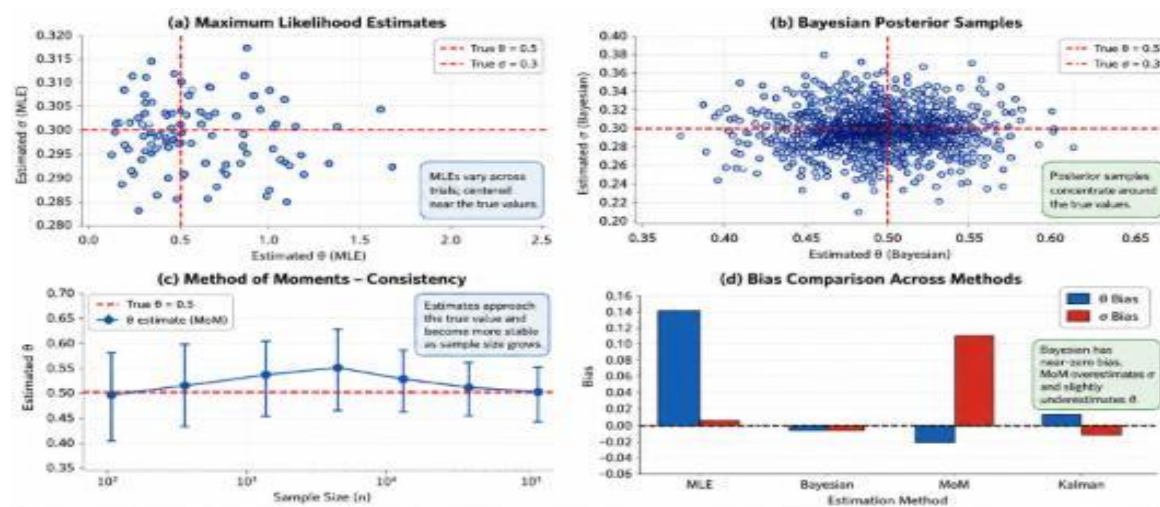 (a) Maximum Likelihood Estimates
0.320
0.315
0.310
0.305
0.300
0.295
0.290
0.285
0.280
Estimated σ (MLE)
True θ = 0.5
True σ = 0.3
MLEs vary across
trials; centered
near the true values.
0.0 0.5 1.0 1.5 2.0 2.5
Estimated θ (MLE)
(b) Bayesian Posterior Samples
0.40
0.38
0.36
0.34
0.32
0.30
0.28
0.26
0.24
0.22
0.20
Estimated σ (Bayesian)
True θ = 0.5
True σ = 0.3
Posterior samples
concentrate around
the true values.
0.35 0.40 0.45 0.50 0.55 0.60 0.65
Estimated θ (Bayesian)
(c) Method of Moments – Consistency
0.70
0.65
0.60
0.55
0.50
0.45
0.40
0.35
Estimated θ
True θ = 0.5
θ estimate (MoM)
Estimates approach
the true value and
become more stable
as sample size grows.
10²
Sample Size (n)
(d) Bias Comparison Across Methods
0.16
0.14
0.12
0.10
0.08
0.06
0.04
0.02
0.00
−0.02
−0.04
−0.06
Bias
θ Bias
σ Bias
Bayesian has
near-zero bias.
MoM overestimates σ
and slightly
underestimates θ.
MLE Bayesian MoM Kalman
Estimation Method